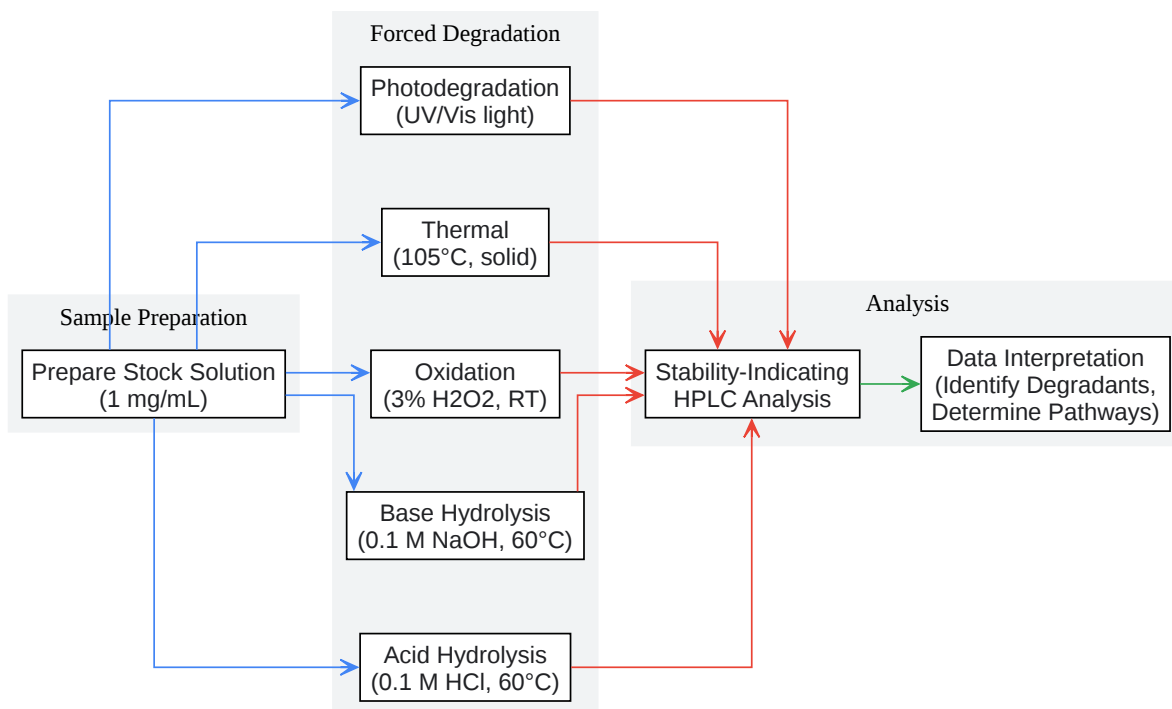 Forced Degradation
Photodegradation
(UV/Vis light)
Thermal
(105°C, solid)
Sample Preparation
Prepare Stock Solution
(1 mg/mL)
Oxidation
(3% H2O2, RT)
Base Hydrolysis
(0.1 M NaOH, 60°C)
Acid Hydrolysis
(0.1 M HCl, 60°C)
Analysis
Stability-Indicating
HPLC Analysis
Data Interpretation
(Identify Degradants,
Determine Pathways)